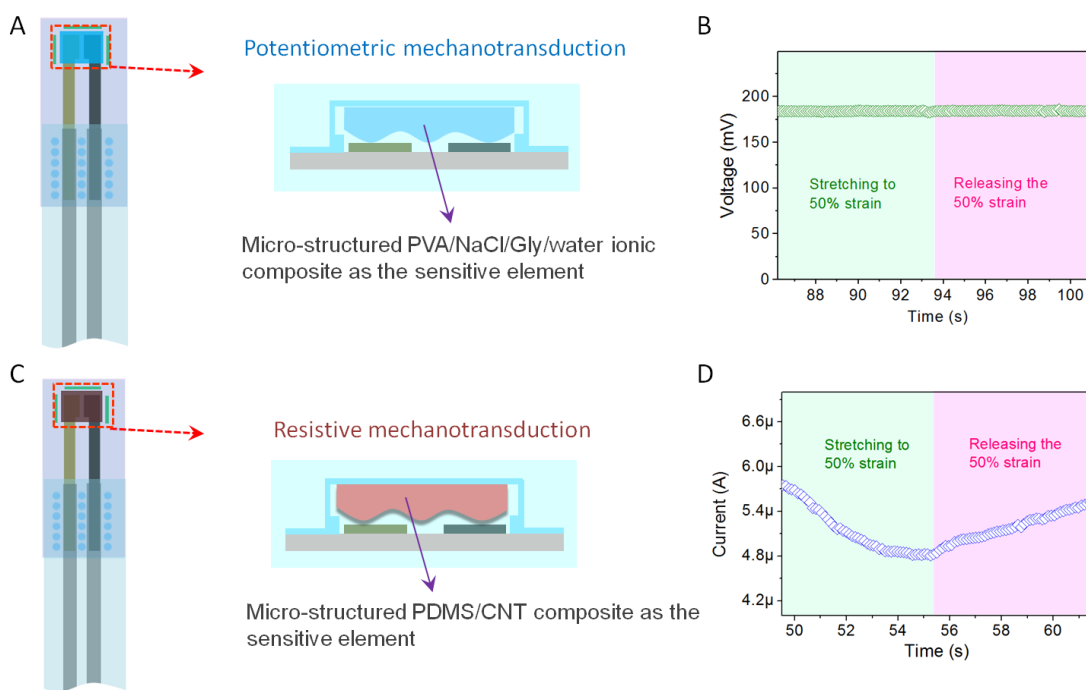 A
Potentiometric mechanotransduction
Micro-structured PVA/NaCl/Gly/water ionic
composite as the sensitive element
B
Voltage (mV)
200
150
100
50
0
Stretching to
50% strain
Releasing the
50% strain
88 90 92 94 96 98 100
Time (s)
C
Resistive mechanotransduction
Micro-structured PDMS/CNT composite as the
sensitive element
D
Current (A)
6.6μ
6.0μ
5.4μ
4.8μ
4.2μ
Stretching to
50% strain
Releasing the
50% strain
50 52 54 56 58 60
Time (s)